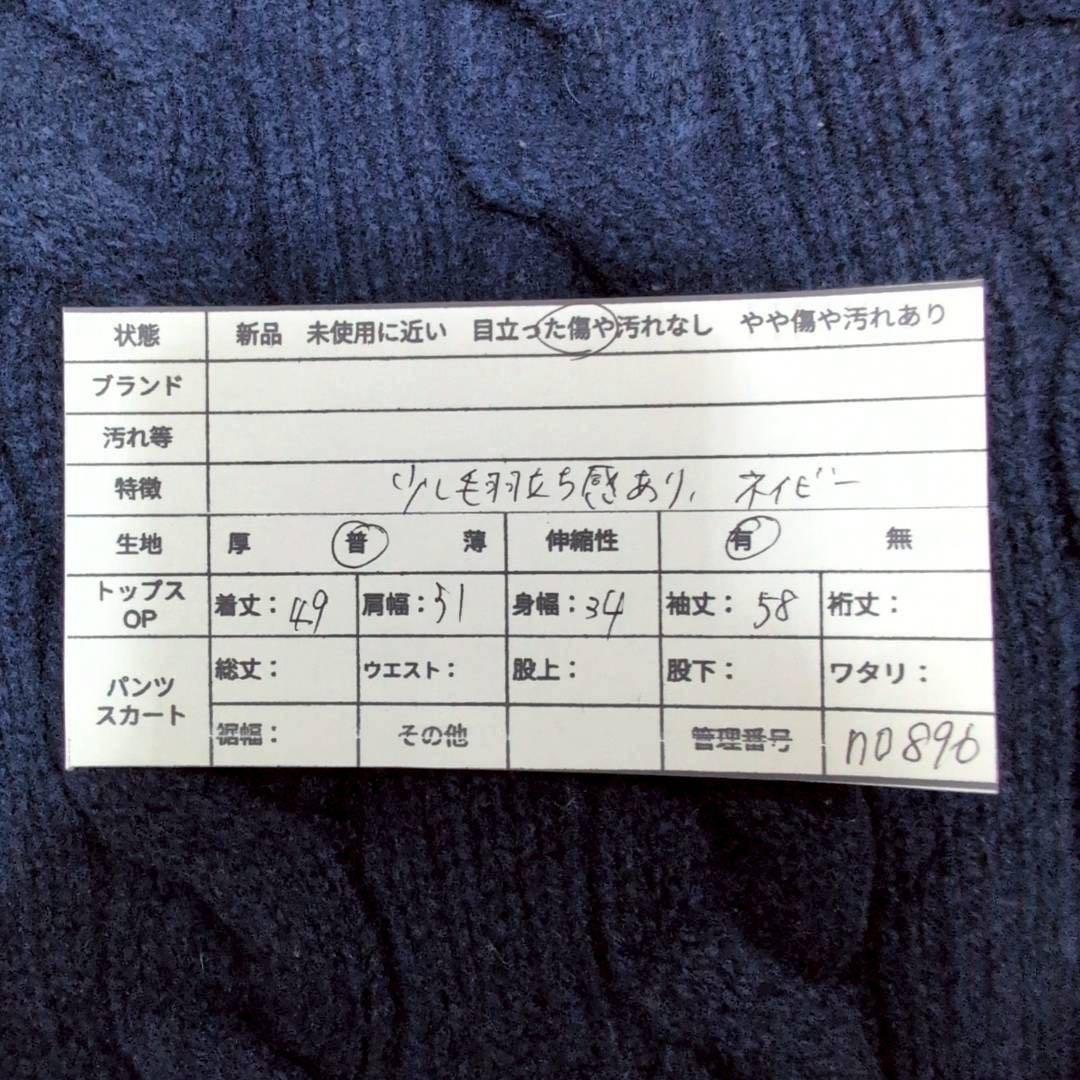 状態 新品 未使用に近い 目立った傷や汚れなし やや傷や汚れあり
ブランド
汚れ等
特徴 少し毛羽立ち感あり、ネイビー
生地 厚 普 薄 伸縮性 有 無
トップス OP 着丈：49 肩幅：51 身幅：34 袖丈：58 裄丈：
パンツ スカート 総丈： ウエスト： 股上： 股下： ワタリ：
裾幅： その他 管理番号 n0896